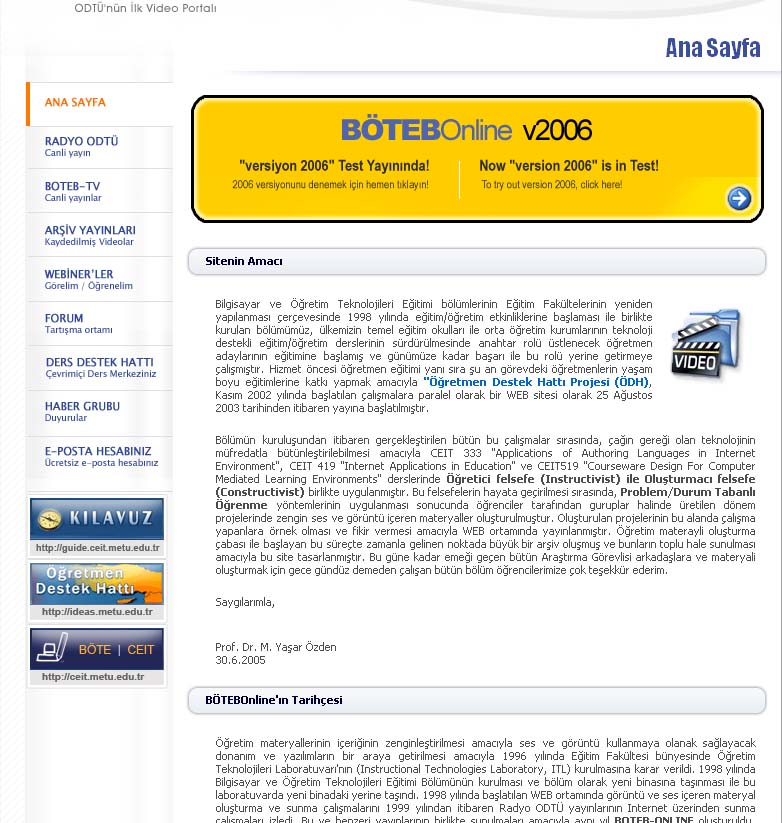 ODTÜ'nün İlk Video Portalı
Ana Sayfa
ANA SAYFA
RADYO ODTÜ
Canli yayın
BOTEB-TV
Canli yayınlar
ARŞİV YAYINLARI
Kaydedilmiş Videolar
WEBİNER'LER
Görelim / Öğrenelim
FORUM
Tartışma ortamı
DERS DESTEK HATTI
Çevrimiçi Ders Merkeziniz
HABER GRUBU
Duyurular
E-POSTA HESABINIZ
Ücretsiz e-posta hesabınız
KILAVUZ
http://guide.ceit.metu.edu.tr
Öğretmen
Destek Hattı
http://ideas.metu.edu.tr
BÖTE | CEIT
http://ceit.metu.edu.tr
BÖTEBOnline v2006
"versiyon 2006" Test Yayınında!
2006 versiyonunu denemek için hemen tıklayın!
Now "version 2006" is in Test!
To try out version 2006, click here!
Sitenin Amacı
Bilgisayar ve Öğretim Teknolojileri Eğitimi bölümlerinin Eğitim Fakültelerinin yeniden
yapılanması çerçevesinde 1998 yılında eğitim/öğretim etkinliklerine başlaması ile birlikte
kurulan bölümümüz, ülkemizin temel eğitim okulları ile orta öğretim kurumlarının teknoloji
destekli eğitim/öğretim derslerinin sürdürülmesinde anahtar rolü üstlenecek öğretmen
adaylarının eğitimine başlamış ve günümüze kadar başarı ile bu rolü yerine getirmeye
çalışmıştır. Hizmet öncesi öğretmen eğitimi yanı sıra şu an görevdeki öğretmenlerin yaşam
boyu eğitimlerine katkı yapmak amacıyla "Öğretmen Destek Hattı Projesi (ÖDH),
Kasım 2002 yılında başlatılan çalışmalara paralel olarak bir WEB sitesi olarak 25 Ağustos
2003 tarihinden itibaren yayına başlatılmıştır.
VIDEO
Bölümün kuruluşundan itibaren gerçekleştirilen bütün bu çalışmalar sırasında, çağın gereği olan teknolojinin
müfredatla bütünleştirilebilmesi amacıyla CEIT 333 "Applications of Authoring Languages in Internet
Environment", CEIT 419 "Internet Applications in Education" ve CEIT519 "Courseware Design For Computer
Mediated Learning Environments" derslerinde Öğretici felsefe (Instructivist) ile Oluşturmacı felsefe
(Constructivist) birlikte uygulanmıştır. Bu felsefelerin hayata geçirilmesi sırasında, Problem/Durum Tabanlı
Öğrenme yöntemlerinin uygulanması sonucunda öğrenciler tarafından guruplar halinde üretilen dönem
projelerinde zengin ses ve görüntü içeren materyaller oluşturulmuştur. Oluşturulan projelerinin bu alanda çalışma
yapanlara örnek olması ve fikir vermesi amacıyla WEB ortamında yayınlanmıştır. Öğretim materayli oluşturma
çabası ile başlayan bu süreçte zamanla gelinen noktada büyük bir arşiv oluşmuş ve bunların toplu hale sunulması
amacıyla bu site tasarlanmıştır. Bu güne kadar emeği geçen bütün Araştırma Görevlisi arkadaşlara ve materyali
oluşturmak için gece gündüz demeden çalışan bütün bölüm öğrencilerimize çok teşekkür ederim.
Saygılarımla,
Prof. Dr. M. Yaşar Özden
30.6.2005
BÖTEBOnline'ın Tarihçesi
Öğretim materyallerinin içeriğinin zenginleştirilmesi amacıyla ses ve görüntü kullanmaya olanak sağlayacak
donanım ve yazılımların bir araya getirilmesi amacıyla 1996 yılında Eğitim Fakültesi bünyesinde Öğretim
Teknolojileri Laboratuvarı'nın (Instructional Technologies Laboratory, ITL) kurulmasına karar verildi. 1998 yılında
Bilgisayar ve Öğretim Teknolojileri Eğitimi Bölümünün kurulması ve bölüm olarak yeni binasına taşınması ile bu
laboratuvarda yeni binadaki yerine taşındı. 1998 yılında başlatılan WEB ortamında görüntü ve ses içeren materyal
oluşturma ve sunma çalışmalarını 1999 yılından itibaren Radyo ODTÜ yayınlarının Internet üzerinden sunma
çalışmaları izledi. Bu ve benzeri yayınların birlikte sunulmaları amacıyla aynı yıl BOTEB-ONLINE oluşturuldu.